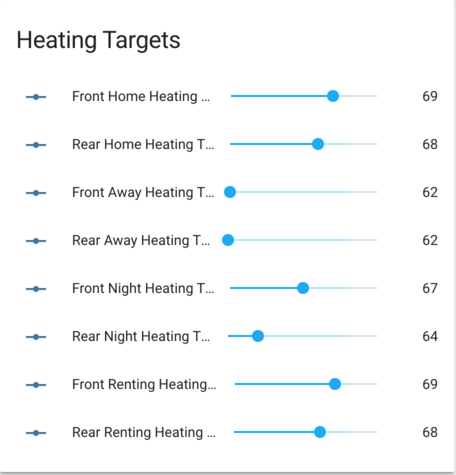 Heating Targets
Front Home Heating ... 69
Rear Home Heating T... 68
Front Away Heating T... 62
Rear Away Heating T... 62
Front Night Heating T... 67
Rear Night Heating T... 64
Front Renting Heating... 69
Rear Renting Heating ... 68